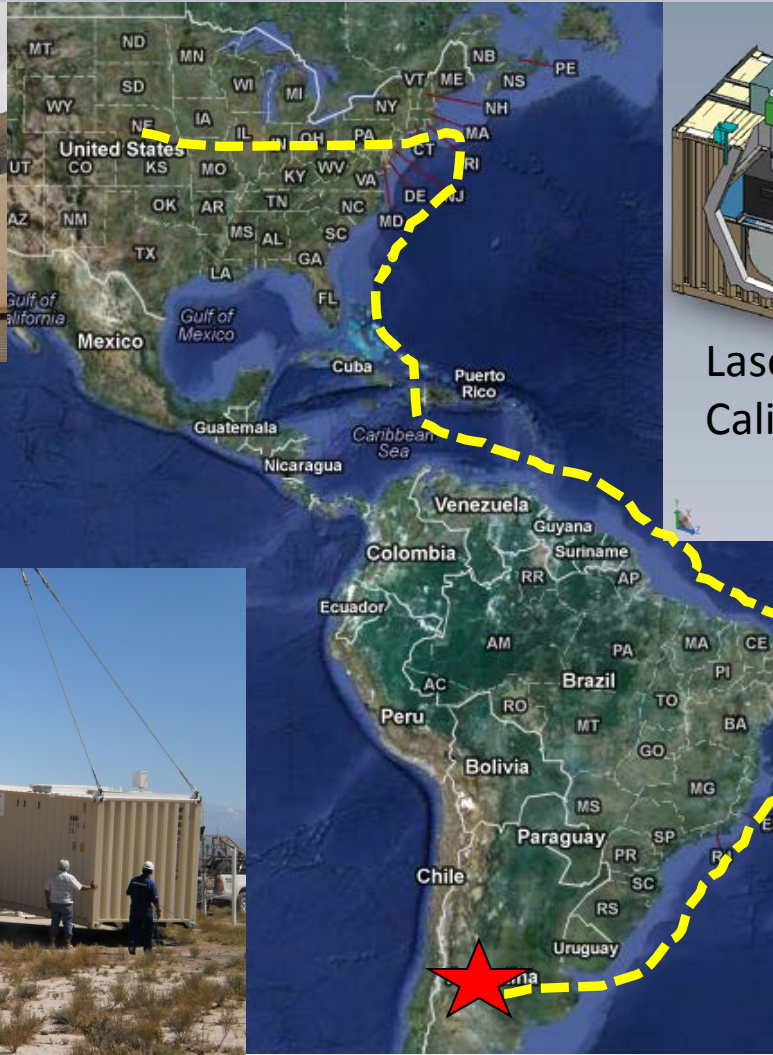 MT
ND
MN
NB
PE
SD
WI
MI
VT
ME
NS
WY
IA
NY
NH
NE
IL
IN
OH
PA
MA
United States
CT
RI
UT
CO
KS
MO
KY
WV
VA
DE
NJ
AZ
NM
OK
AR
TN
NC
MD
MS
AL
SC
TX
GA
LA
FL
Gulf of
California
Gulf of
Mexico
Mexico
Cuba
Puerto
Rico
Guatemala
Caribbean
Sea
Nicaragua
Venezuela
Guyana
Suriname
Colombia
RR
AP
Ecuador
AM
PA
MA
CE
PI
AC
Brazil
RO
TO
Peru
MT
BA
GO
Bolivia
MG
MS
Paraguay
SP
PR
Chile
SC
RS
Uruguay